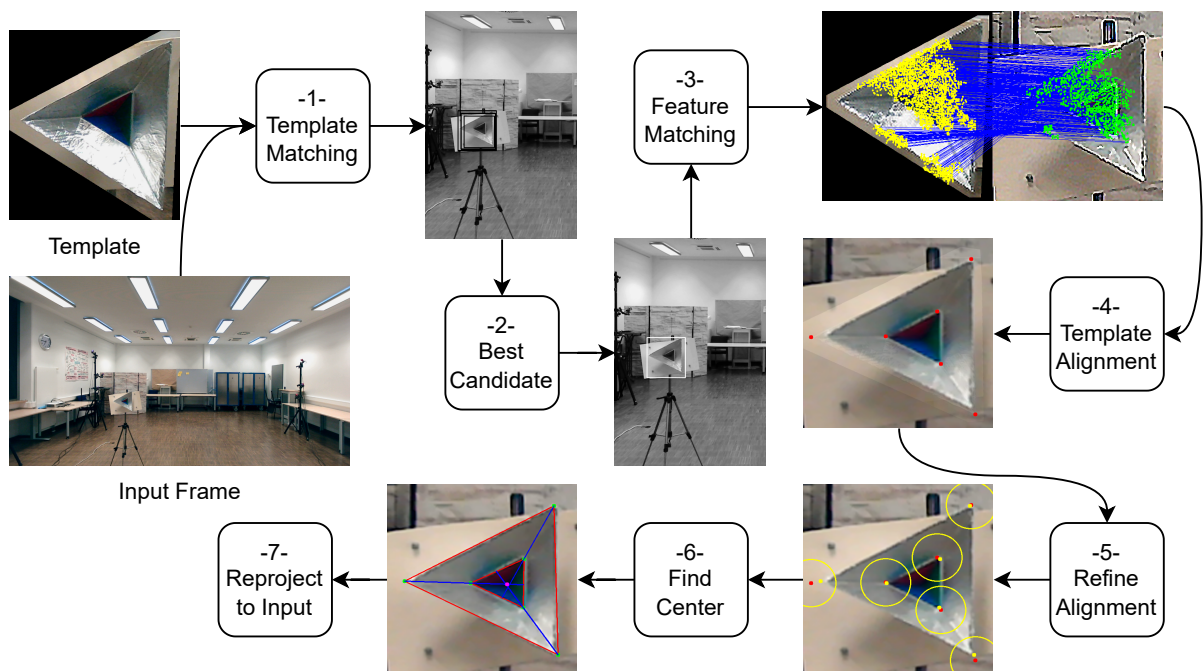 -1-
Template
Matching
Template
Input Frame
-2-
Best
Candidate
-3-
Feature
Matching
-4-
Template
Alignment
-5-
Refine
Alignment
-6-
Find
Center
-7-
Reproject
to Input